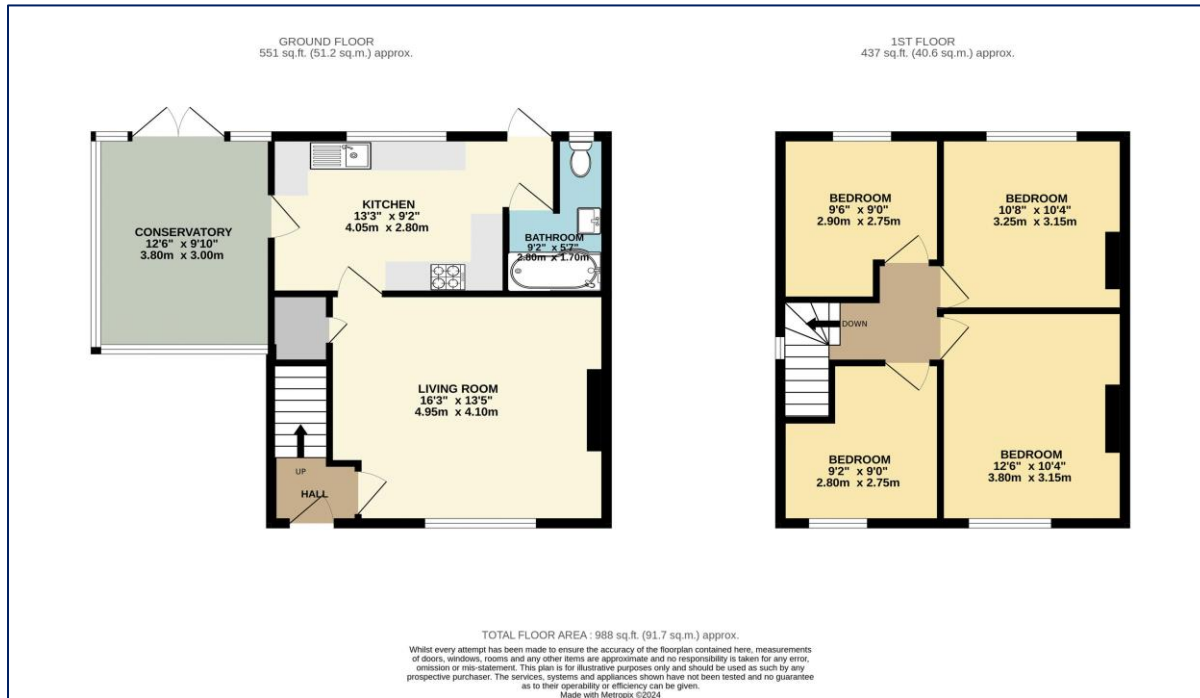 GROUND FLOOR
551 sq.ft. (51.2 sq.m.) approx.
1ST FLOOR
437 sq.ft. (40.6 sq.m.) approx.
KITCHEN
13'3" x 9'2"
4.05m x 2.80m
CONSERVATORY
12'6" x 9'10"
3.80m x 3.00m
BATHROOM
9'2" x 5'7"
2.80m x 1.70m
LIVING ROOM
16'3" x 13'5"
4.95m x 4.10m
UP
HALL
BEDROOM
9'6" x 9'0"
2.90m x 2.75m
BEDROOM
10'8" x 10'4"
3.25m x 3.15m
DOWN
BEDROOM
9'2" x 9'0"
2.80m x 2.75m
BEDROOM
12'6" x 10'4"
3.80m x 3.15m
TOTAL FLOOR AREA : 988 sq.ft. (91.7 sq.m.) approx.
Whilst every attempt has been made to ensure the accuracy of the floorplan contained here, measurements
of doors, windows, rooms and any other items are approximate and no responsibility is taken for any error,
omission or mis-statement. This plan is for illustrative purposes only and should be used as such by any
prospective purchaser. The services, systems and appliances shown have not been tested and no guarantee
as to their operability or efficiency can be given.
Made with Metropix ©2024